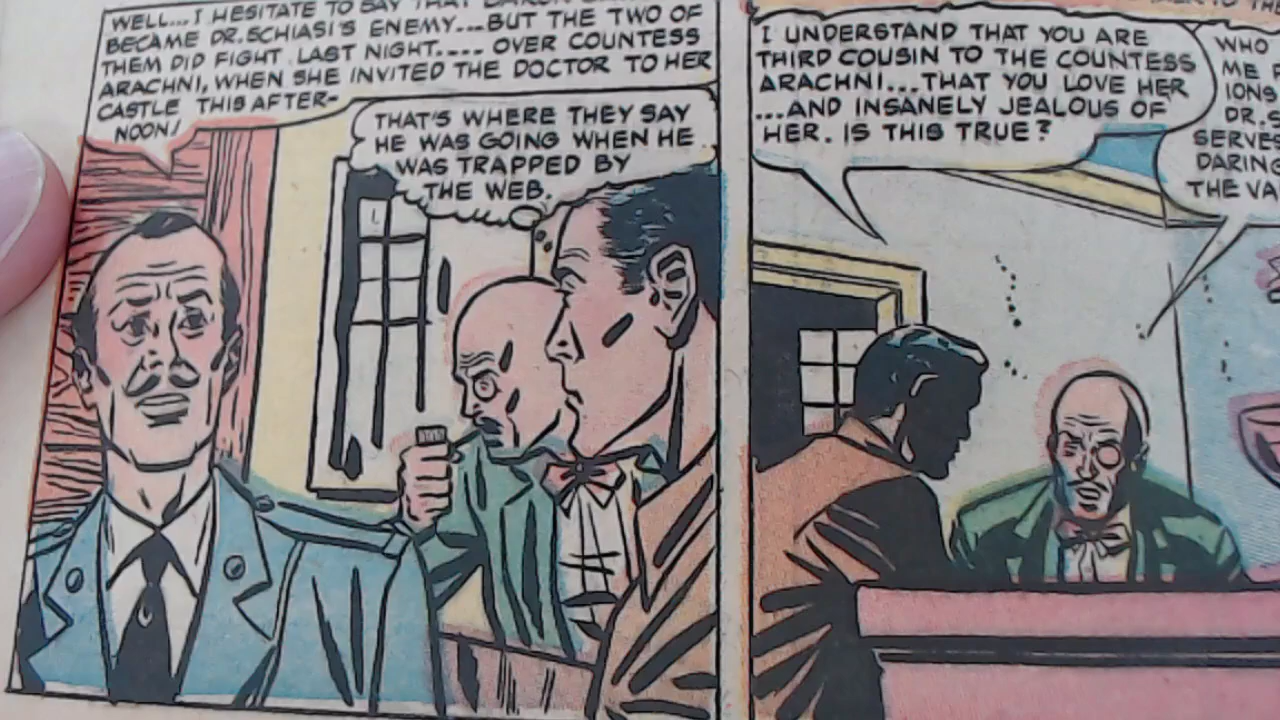 WELL...I HESITATE TO SAY THAT BARON
BECAME DR. SCHIASI'S ENEMY...BUT THE TWO OF
THEM DID FIGHT LAST NIGHT.... OVER COUNTESS
ARACHNI, WHEN SHE INVITED THE DOCTOR TO HER
CASTLE THIS AFTER-
NOON!
THAT'S WHERE THEY SAY
HE WAS GOING WHEN HE
WAS TRAPPED BY
THE WEB.
I UNDERSTAND THAT YOU ARE
THIRD COUSIN TO THE COUNTESS
ARACHNI...THAT YOU LOVE HER
...AND INSANELY JEALOUS OF
HER. IS THIS TRUE?
WHO
ME
IONS
DR.S
SERVES
DARING
THE VA